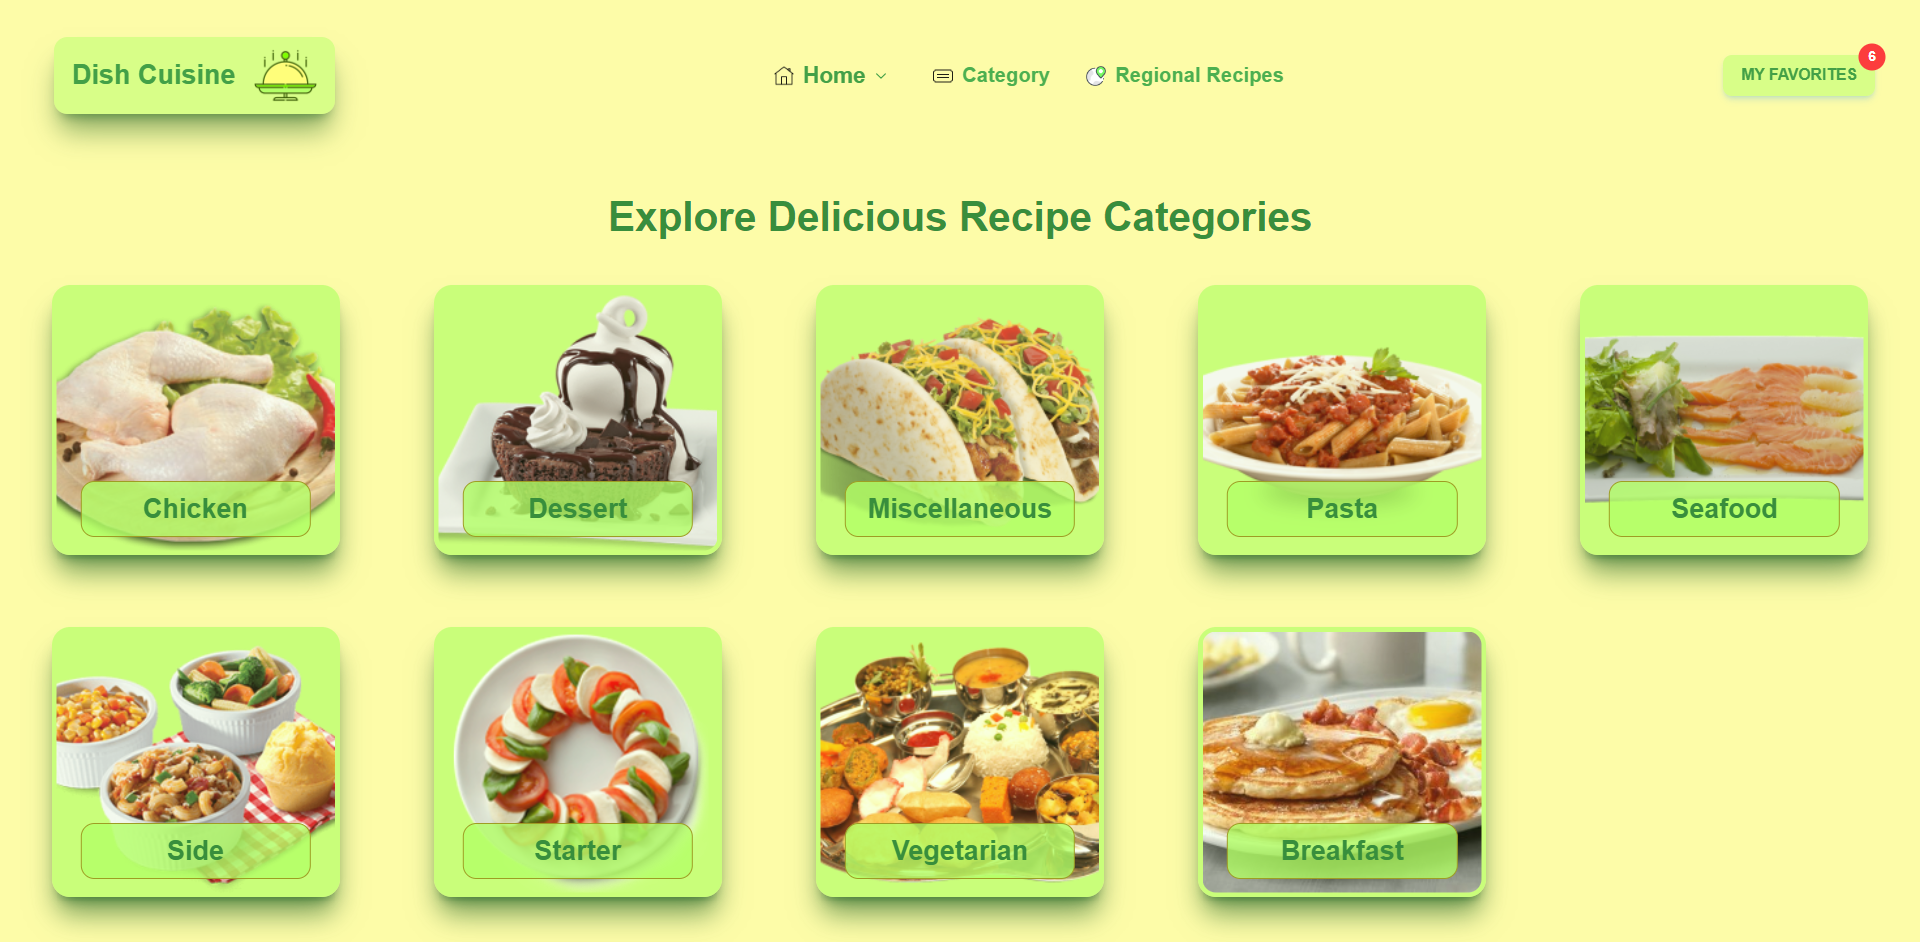 Dish Cuisine
Home
Category
Regional Recipes
MY FAVORITES
6
Explore Delicious Recipe Categories
Chicken
Dessert
Miscellaneous
Pasta
Seafood
Side
Starter
Vegetarian
Breakfast